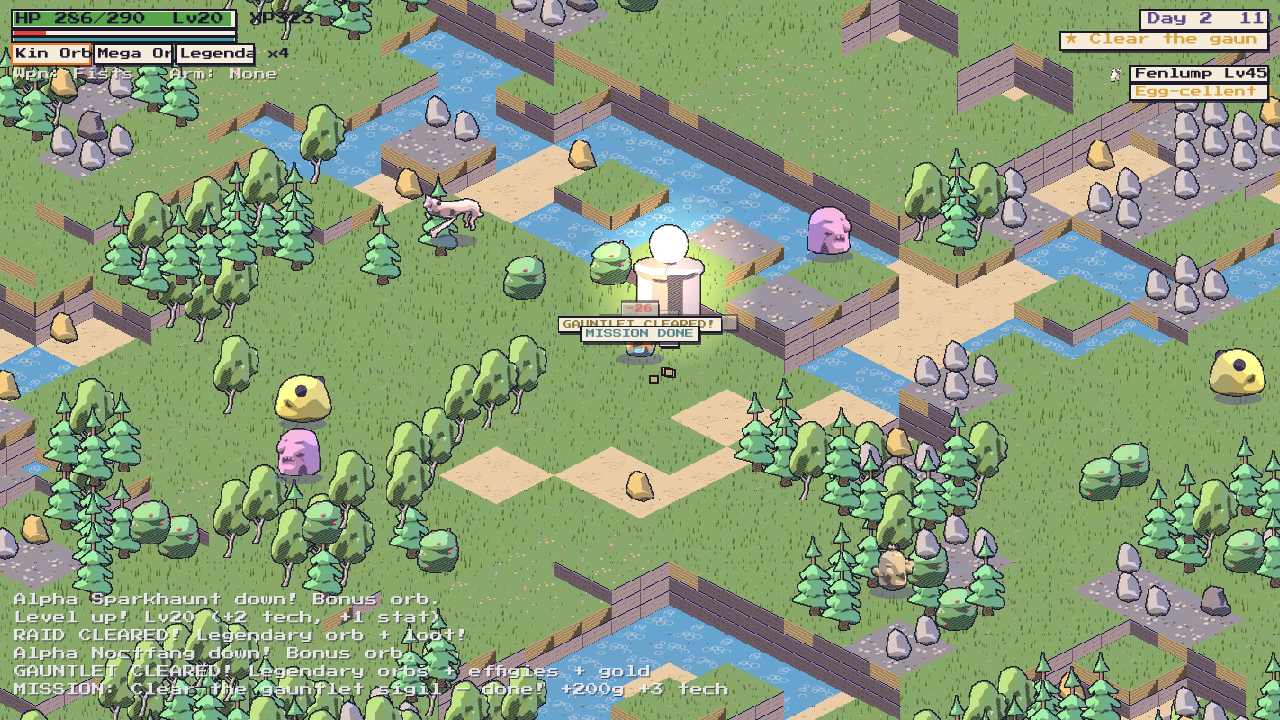 HP 286/290 Lv20 XP323
Day 2 11
★ Clear the gaun
Kin Orb Mega Or Legenda x4
Wpn: Fists Arm: None
Fenlump Lv45
Egg-cellent
-26
GAUNTLET CLEARED!
MISSION DONE
Alpha Sparkhaunt down! Bonus orb.
Level up! Lv20 (+2 tech, +1 stat)
RAID CLEARED! Legendary orb + loot!
Alpha Noctfang down! Bonus orb.
GAUNTLET CLEARED! Legendary orbs + effigies + gold
MISSION: Clear the gauntlet sigil - done! +200g +3 tech